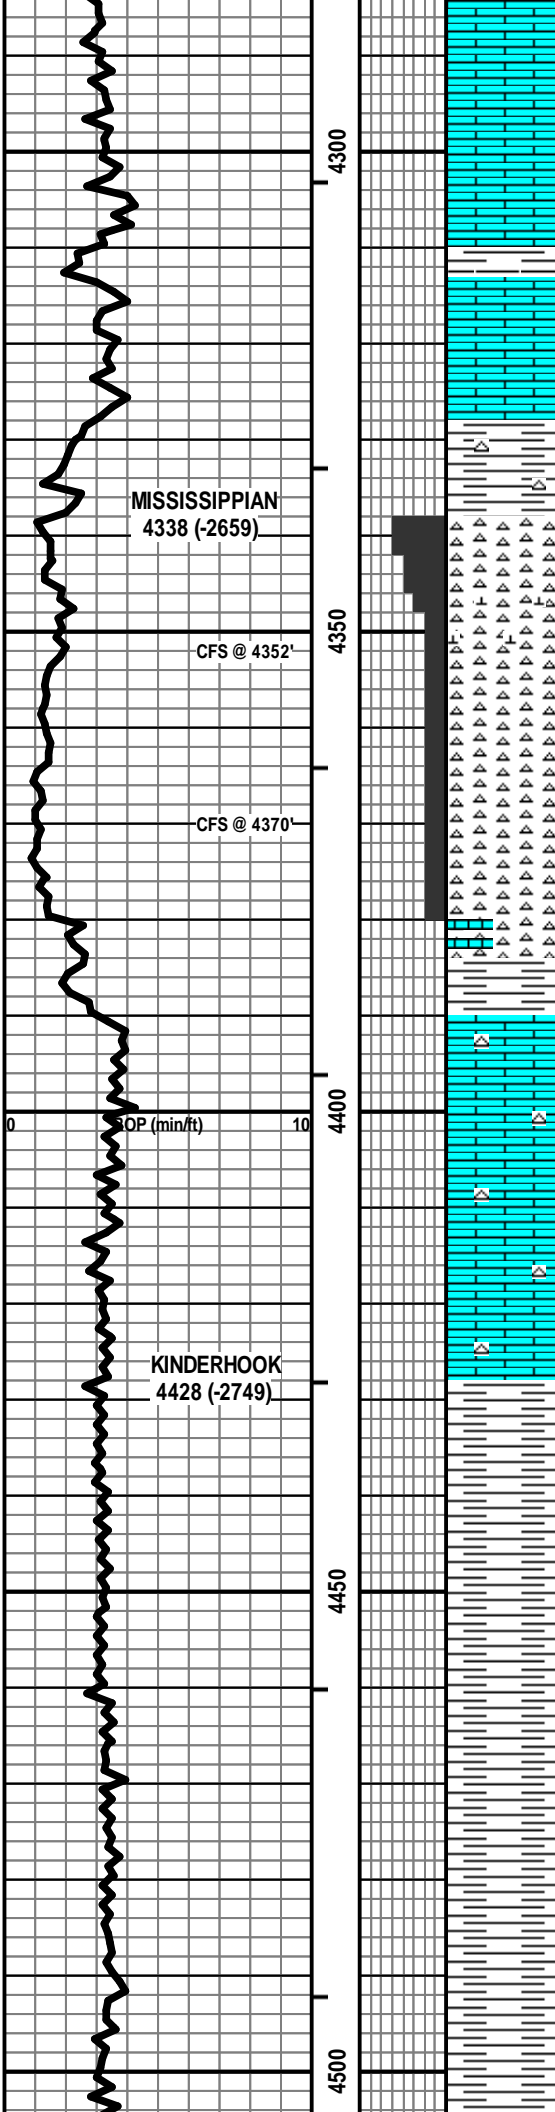 4300
MISSISSIPPIAN
4338 (-2659)
4350
CFS @ 4352'
CFS @ 4370'
4400
0 ROP (min/ft) 10
KINDERHOOK
4428 (-2749)
4450
4500